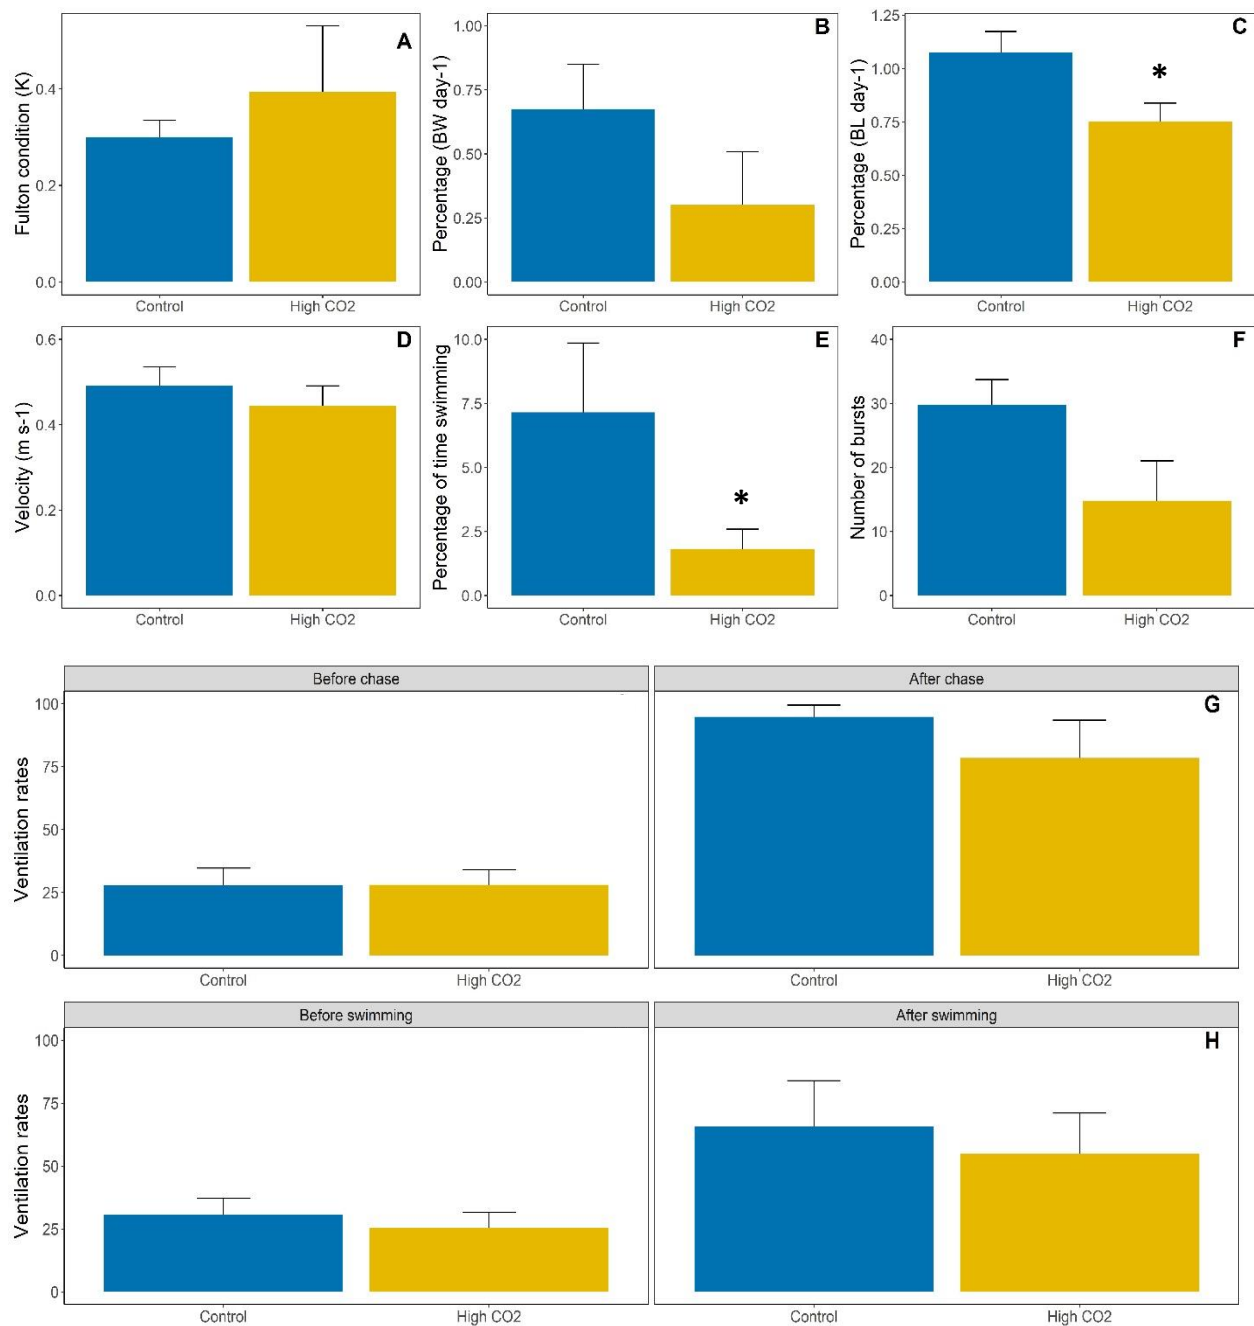 A
Fulton condition (K)
0.4
0.2
0.0
Control
High CO2
B
Percentage (BW day-1)
1.00
0.75
0.50
0.25
0.00
Control
High CO2
C
Percentage (BL day-1)
1.25
1.00
0.75
0.50
0.25
0.00
*
Control
High CO2
D
Velocity (m s-1)
0.6
0.4
0.2
0.0
Control
High CO2
E
Percentage of time swimming
10.0
7.5
5.0
2.5
0.0
*
Control
High CO2
F
Number of bursts
40
30
20
10
0
Control
High CO2
Before chase
After chase
G
Ventilation rates
100
75
50
25
0
Control
High CO2
Control
High CO2
Before swimming
After swimming
H
Ventilation rates
100
75
50
25
0
Control
High CO2
Control
High CO2